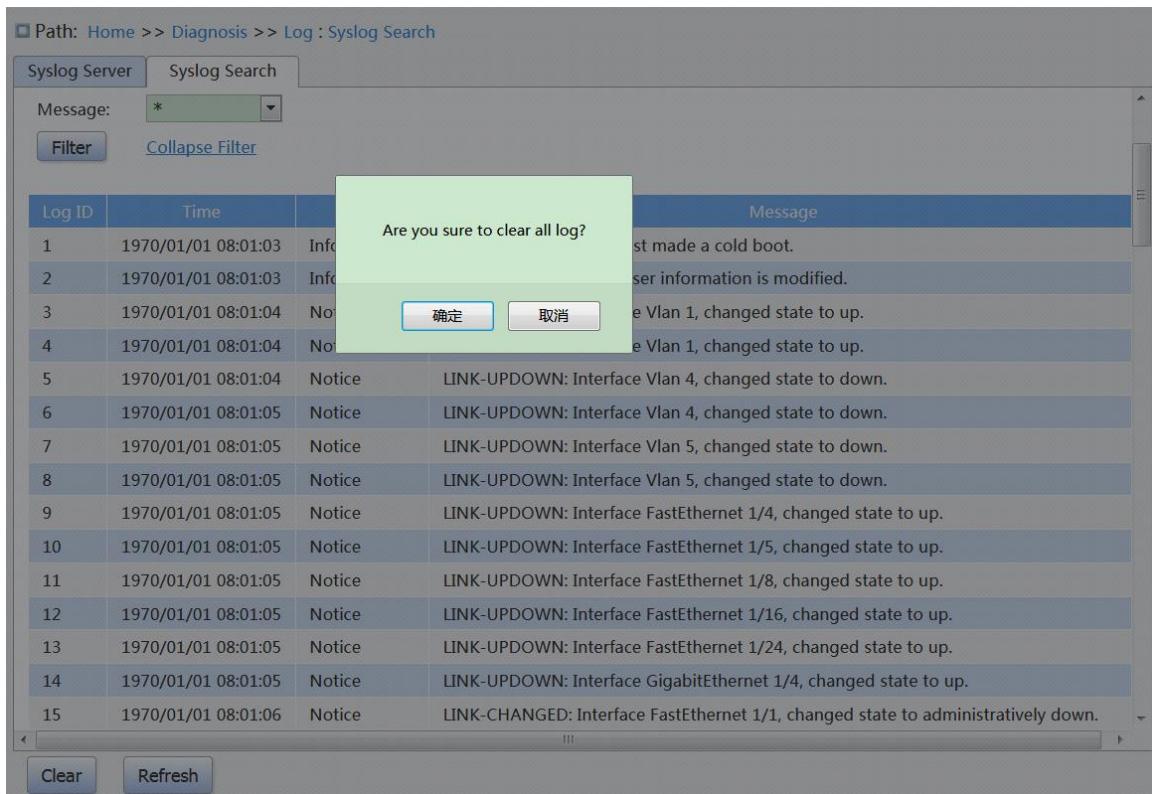 Path: Home >> Diagnosis >> Log : Syslog Search
Syslog Server Syslog Search
Message: *
Filter Collapse Filter
Log ID Time Message
Are you sure to clear all log?
确定 取消
1 1970/01/01 08:01:03 made a cold boot.
2 1970/01/01 08:01:03 information is modified.
3 1970/01/01 08:01:04 Vlan 1, changed state to up.
4 1970/01/01 08:01:04 Vlan 1, changed state to up.
5 1970/01/01 08:01:04 Notice LINK-UPDOWN: Interface Vlan 4, changed state to down.
6 1970/01/01 08:01:05 Notice LINK-UPDOWN: Interface Vlan 4, changed state to down.
7 1970/01/01 08:01:05 Notice LINK-UPDOWN: Interface Vlan 5, changed state to down.
8 1970/01/01 08:01:05 Notice LINK-UPDOWN: Interface Vlan 5, changed state to down.
9 1970/01/01 08:01:05 Notice LINK-UPDOWN: Interface FastEthernet 1/4, changed state to up.
10 1970/01/01 08:01:05 Notice LINK-UPDOWN: Interface FastEthernet 1/5, changed state to up.
11 1970/01/01 08:01:05 Notice LINK-UPDOWN: Interface FastEthernet 1/8, changed state to up.
12 1970/01/01 08:01:05 Notice LINK-UPDOWN: Interface FastEthernet 1/16, changed state to up.
13 1970/01/01 08:01:05 Notice LINK-UPDOWN: Interface FastEthernet 1/24, changed state to up.
14 1970/01/01 08:01:05 Notice LINK-UPDOWN: Interface GigabitEthernet 1/4, changed state to up.
15 1970/01/01 08:01:06 Notice LINK-CHANGED: Interface FastEthernet 1/1, changed state to administratively down.
Clear Refresh